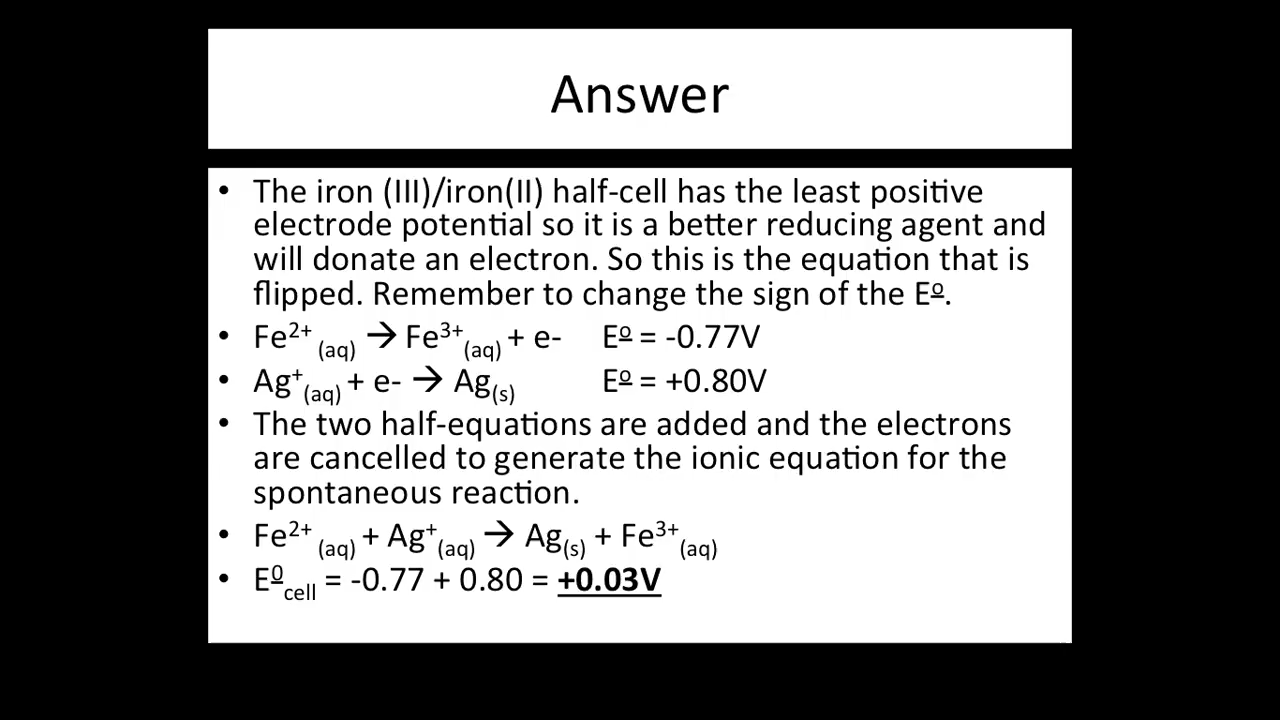 Answer
• The iron (III)/iron(II) half-cell has the least positive
electrode potential so it is a better reducing agent and
will donate an electron. So this is the equation that is
flipped. Remember to change the sign of the Eº.
• Fe²⁺ (aq) → Fe³⁺(aq) + e- Eº = -0.77V
• Ag⁺(aq) + e- → Ag(s) Eº = +0.80V
• The two half-equations are added and the electrons
are cancelled to generate the ionic equation for the
spontaneous reaction.
• Fe²⁺ (aq) + Ag⁺(aq) → Ag(s) + Fe³⁺(aq)
• E⁰cell = -0.77 + 0.80 = +0.03V